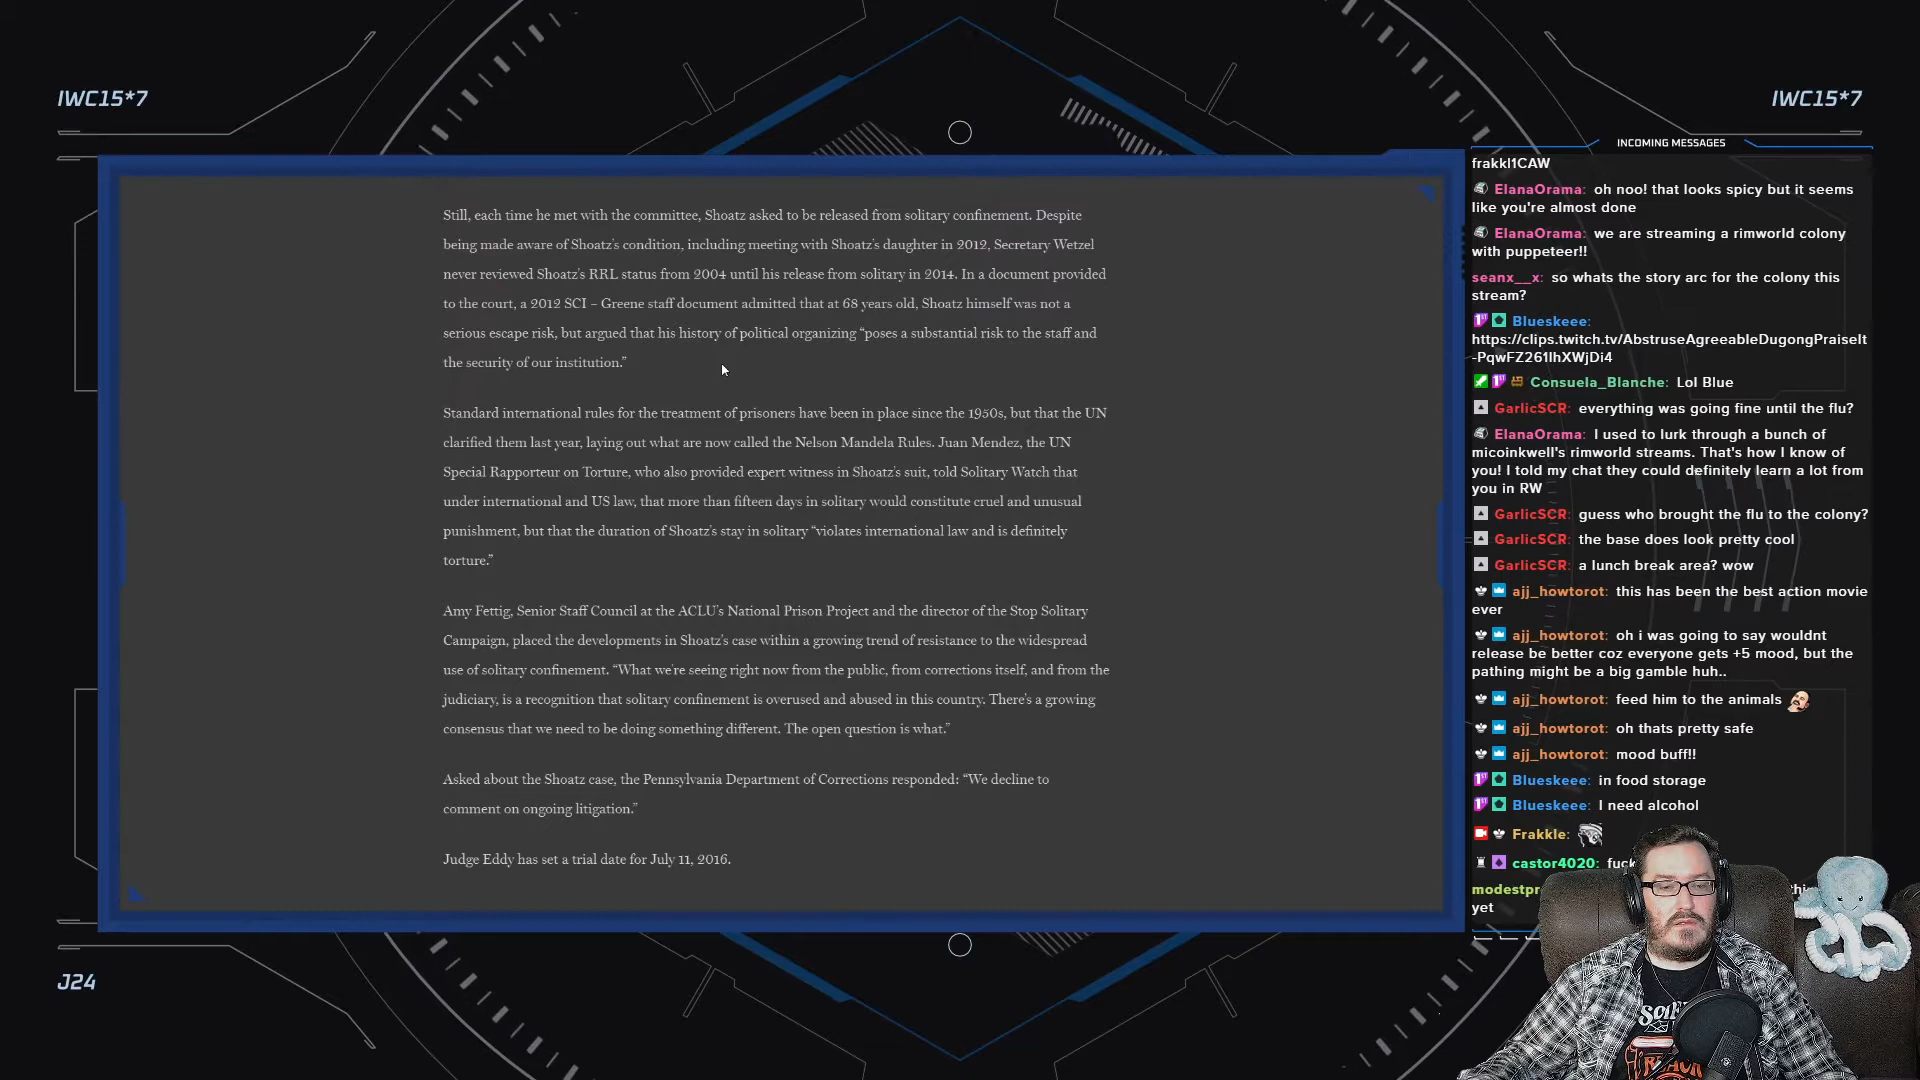 IWC15*7
IWC15*7
INCOMING MESSAGES
Still, each time he met with the committee, Shoatz asked to be released from solitary confinement. Despite
being made aware of Shoatz's condition, including meeting with Shoatz's daughter in 2012, Secretary Wetzel
never reviewed Shoatz's RRL status from 2004 until his release from solitary in 2014. In a document provided
to the court, a 2012 SCI – Greene staff document admitted that at 68 years old, Shoatz himself was not a
serious escape risk, but argued that his history of political organizing “poses a substantial risk to the staff and
the security of our institution.”
Standard international rules for the treatment of prisoners have been in place since the 1950s, but that the UN
clarified them last year, laying out what are now called the Nelson Mandela Rules. Juan Mendez, the UN
Special Rapporteur on Torture, who also provided expert witness in Shoatz's suit, told Solitary Watch that
under international and US law, that more than fifteen days in solitary would constitute cruel and unusual
punishment, but that the duration of Shoatz's stay in solitary “violates international law and is definitely
torture.”
Amy Fettig, Senior Staff Council at the ACLU's National Prison Project and the director of the Stop Solitary
Campaign, placed the developments in Shoatz's case within a growing trend of resistance to the widespread
use of solitary confinement. “What we're seeing right now from the public, from corrections itself, and from the
judiciary, is a recognition that solitary confinement is overused and abused in this country. There's a growing
consensus that we need to be doing something different. The open question is what.”
Asked about the Shoatz case, the Pennsylvania Department of Corrections responded: “We decline to
comment on ongoing litigation.”
Judge Eddy has set a trial date for July 11, 2016.
frakkl1CAW
ElanaOrama: oh noo! that looks spicy but it seems
like you're almost done
ElanaOrama: we are streaming a rimworld colony
with puppeteer!!
seanx__x: so whats the story arc for the colony this
stream?
Blueskeee:
https://clips.twitch.tv/AbstruseAgreeableDugongPraiseIt
-PqwFZ261lhXWjDi4
Consuela_Blanche: Lol Blue
GarlicSCR: everything was going fine until the flu?
ElanaOrama: I used to lurk through a bunch of
micoinkwell's rimworld streams. That's how I know of
you! I told my chat they could definitely learn a lot from
you in RW
GarlicSCR: guess who brought the flu to the colony?
GarlicSCR: the base does look pretty cool
GarlicSCR: a lunch break area? wow
ajj_howtorot: this has been the best action movie
ever
ajj_howtorot: oh i was going to say wouldnt
release be better coz everyone gets +5 mood, but the
pathing might be a big gamble huh..
ajj_howtorot: feed him to the animals
ajj_howtorot: oh thats pretty safe
ajj_howtorot: mood buff!!
Blueskeee: in food storage
Blueskeee: I need alcohol
Frakkle:
castor4020: fuc
modestpr
yet
J24